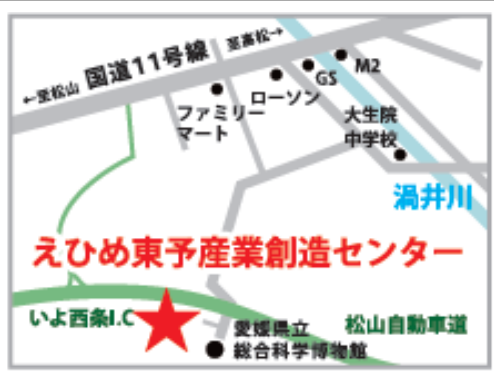 ←至松山 国道11号線 至高松→
M2
GS
ローソン
ファミリー
マート
大生院
中学校
渦井川
えひめ東予産業創造センター
いよ西条I.C
愛媛県立
総合科学博物館
松山自動車道